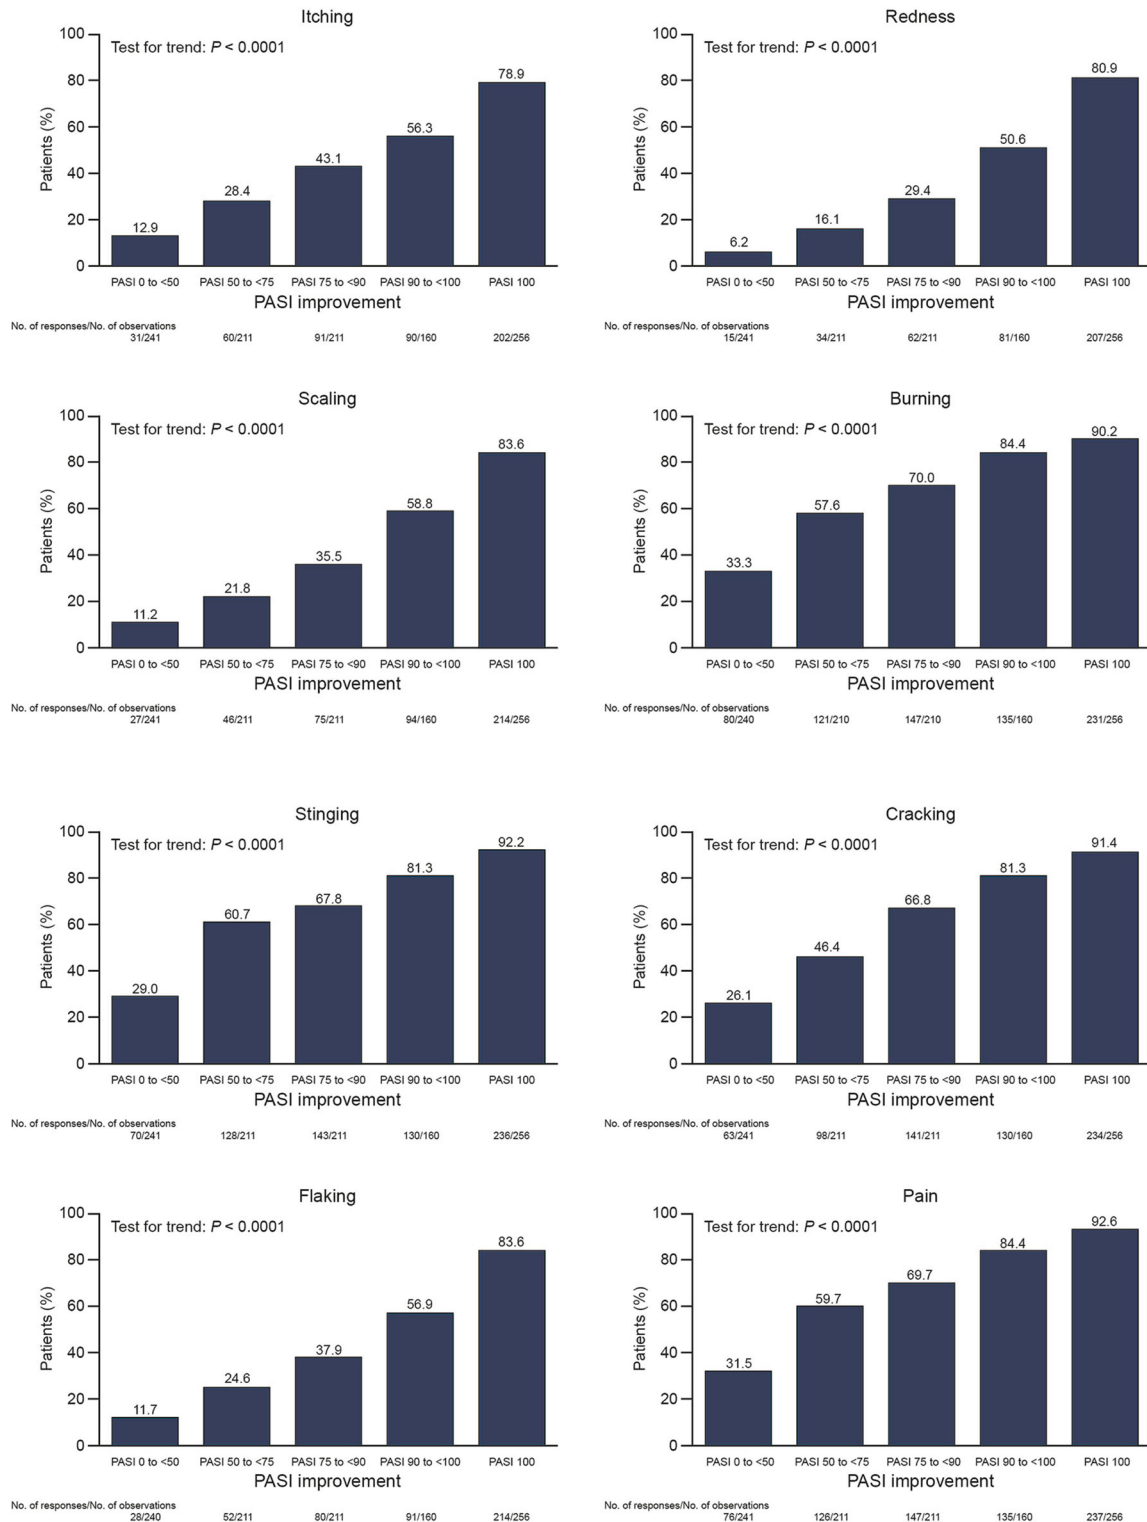 Itching
Test for trend: P < 0.0001
Patients (%)
100
80
60
40
20
0
12.9
28.4
43.1
56.3
78.9
PASI 0 to <50 PASI 50 to <75 PASI 75 to <90 PASI 90 to <100 PASI 100
PASI improvement
No. of responses/No. of observations
31/241 60/211 91/211 90/160 202/256
Redness
Test for trend: P < 0.0001
Patients (%)
100
80
60
40
20
0
6.2
16.1
29.4
50.6
80.9
PASI 0 to <50 PASI 50 to <75 PASI 75 to <90 PASI 90 to <100 PASI 100
PASI improvement
No. of responses/No. of observations
15/241 34/211 62/211 81/160 207/256
Scaling
Test for trend: P < 0.0001
Patients (%)
100
80
60
40
20
0
11.2
21.8
35.5
58.8
83.6
PASI 0 to <50 PASI 50 to <75 PASI 75 to <90 PASI 90 to <100 PASI 100
PASI improvement
No. of responses/No. of observations
27/241 46/211 75/211 94/160 214/256
Burning
Test for trend: P < 0.0001
Patients (%)
100
80
60
40
20
0
33.3
57.6
70.0
84.4
90.2
PASI 0 to <50 PASI 50 to <75 PASI 75 to <90 PASI 90 to <100 PASI 100
PASI improvement
No. of responses/No. of observations
80/240 121/210 147/210 135/160 231/256
Stinging
Test for trend: P < 0.0001
Patients (%)
100
80
60
40
20
0
29.0
60.7
67.8
81.3
92.2
PASI 0 to <50 PASI 50 to <75 PASI 75 to <90 PASI 90 to <100 PASI 100
PASI improvement
No. of responses/No. of observations
70/241 128/211 143/211 130/160 236/256
Cracking
Test for trend: P < 0.0001
Patients (%)
100
80
60
40
20
0
26.1
46.4
66.8
81.3
91.4
PASI 0 to <50 PASI 50 to <75 PASI 75 to <90 PASI 90 to <100 PASI 100
PASI improvement
No. of responses/No. of observations
63/241 98/211 141/211 130/160 234/256
Flaking
Test for trend: P < 0.0001
Patients (%)
100
80
60
40
20
0
11.7
24.6
37.9
56.9
83.6
PASI 0 to <50 PASI 50 to <75 PASI 75 to <90 PASI 90 to <100 PASI 100
PASI improvement
No. of responses/No. of observations
28/240 52/211 80/211 91/160 214/256
Pain
Test for trend: P < 0.0001
Patients (%)
100
80
60
40
20
0
31.5
59.7
69.7
84.4
92.6
PASI 0 to <50 PASI 50 to <75 PASI 75 to <90 PASI 90 to <100 PASI 100
PASI improvement
No. of responses/No. of observations
76/241 126/211 147/211 135/160 237/256